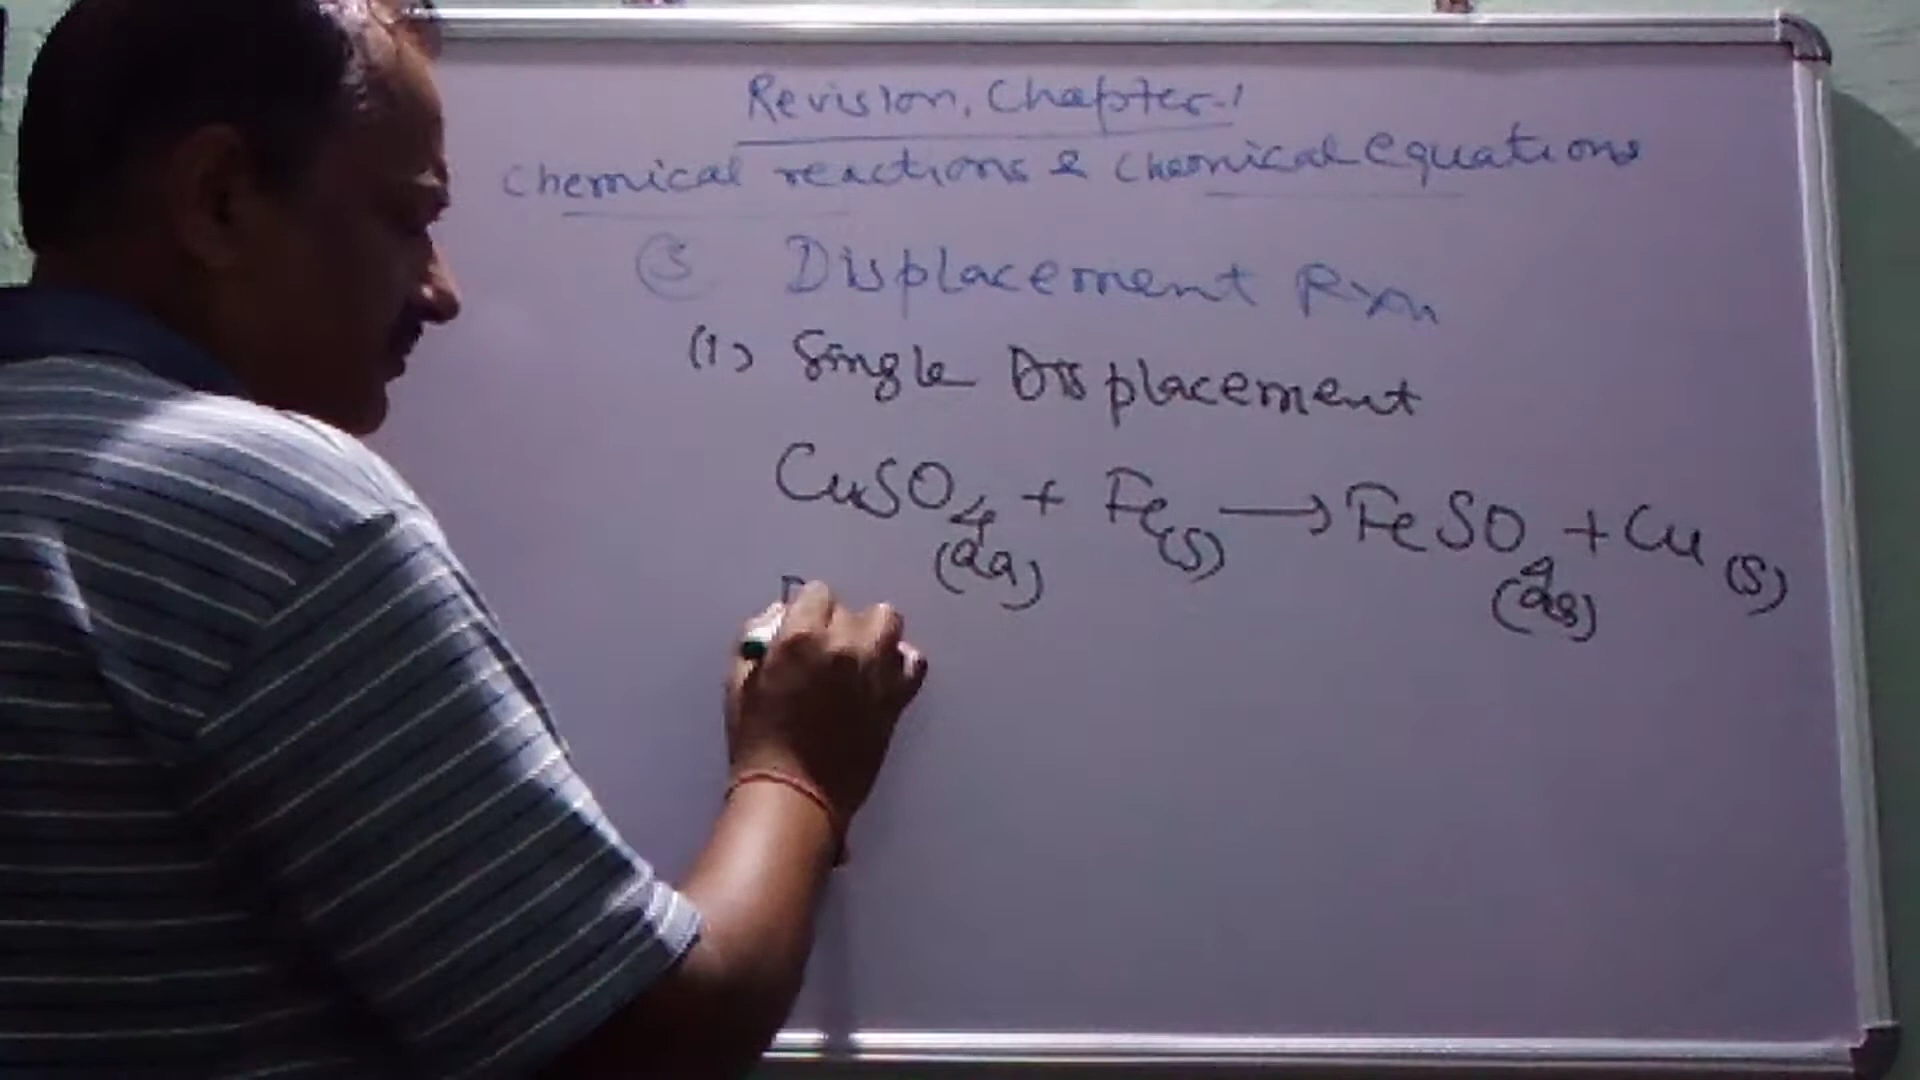 Revision, Chapter-1
Chemical reactions & Chemical equations
③ Displacement Rxn
(1) Single Displacement
CuSO₄ (aq) + Fe(s) → FeSO₄ (aq) + Cu (s)